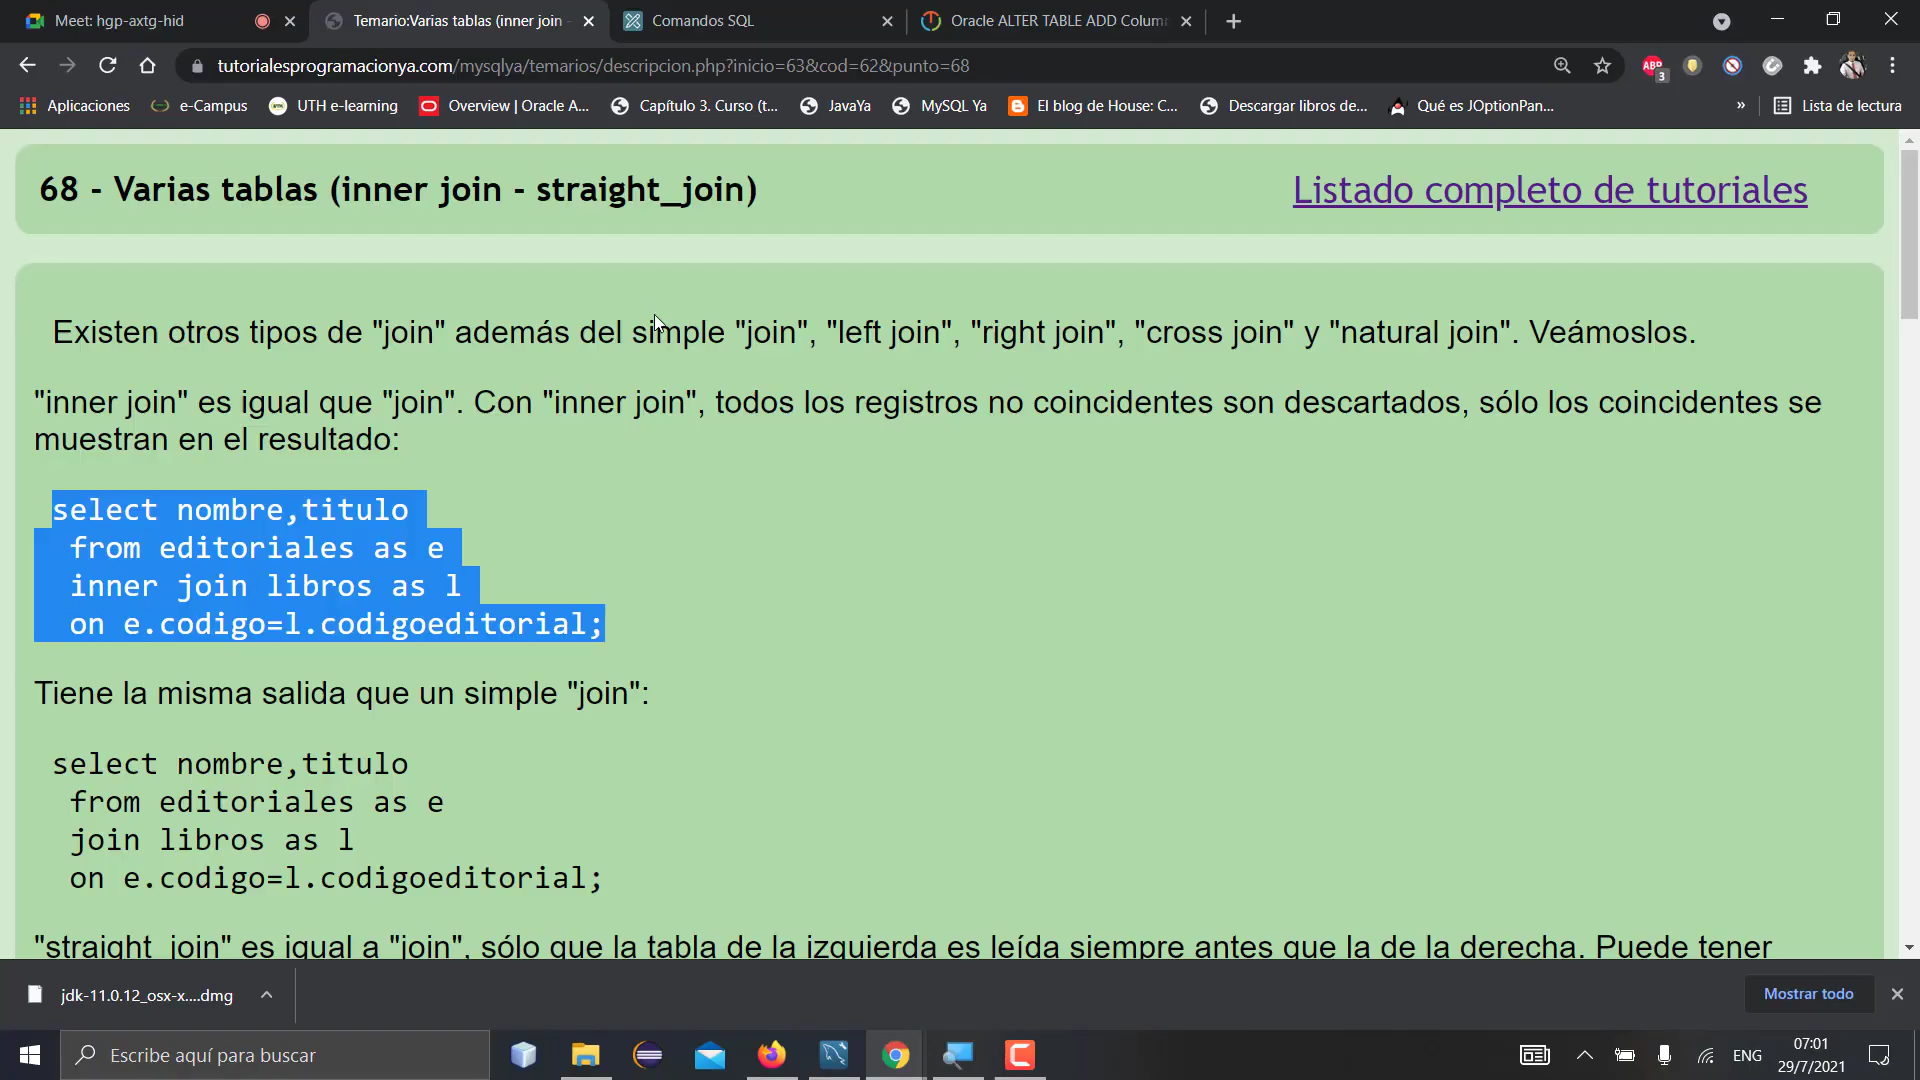 Meet: hgp-axtg-hid
Temario:Varias tablas (inner join -
Comandos SQL
Oracle ALTER TABLE ADD Colum
tutorialesprogramacionya.com/mysqlya/temarios/descripcion.php?inicio=63&cod=62&punto=68
ABP
3
Aplicaciones
e-Campus
UTH e-learning
Overview | Oracle A...
Capítulo 3. Curso (t...
JavaYa
MySQL Ya
El blog de House: C...
Descargar libros de...
Qué es JOptionPan...
»
Lista de lectura
68 - Varias tablas (inner join - straight_join)
Listado completo de tutoriales
Existen otros tipos de "join" además del simple "join", "left join", "right join", "cross join" y "natural join". Veámoslos.
"inner join" es igual que "join". Con "inner join", todos los registros no coincidentes son descartados, sólo los coincidentes se
muestran en el resultado:
select nombre,titulo
from editoriales as e
inner join libros as l
on e.codigo=l.codigoeditorial;
Tiene la misma salida que un simple "join":
select nombre,titulo
from editoriales as e
join libros as l
on e.codigo=l.codigoeditorial;
"straight_join" es igual a "join", sólo que la tabla de la izquierda es leída siempre antes que la de la derecha. Puede tener
jdk-11.0.12_osx-x....dmg
Mostrar todo
Escribe aquí para buscar
ENG
07:01
29/7/2021